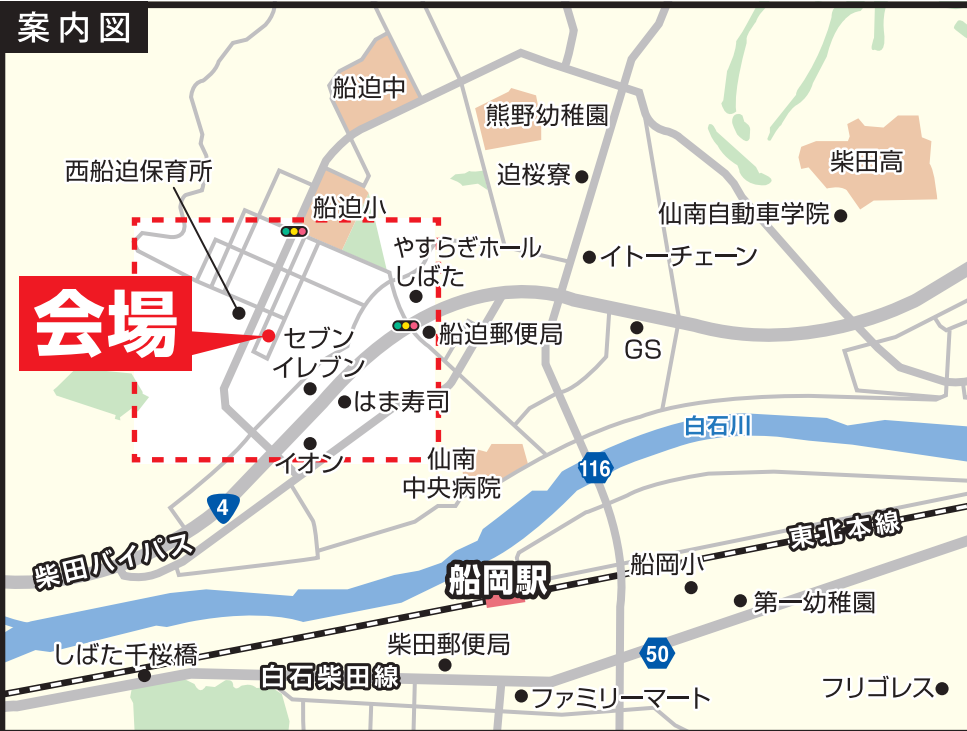 案内図
船迫中
熊野幼稚園
西船迫保育所
迫桜寮
柴田高
船迫小
仙南自動車学院
やすらぎホール
しばた
イトーチェーン
会場
セブン
イレブン
船迫郵便局
GS
はま寿司
白石川
イオン
仙南
中央病院
116
4
柴田バイパス
東北本線
船岡駅
船岡小
第一幼稚園
しばた千桜橋
柴田郵便局
50
白石柴田線
ファミリーマート
フリゴレス